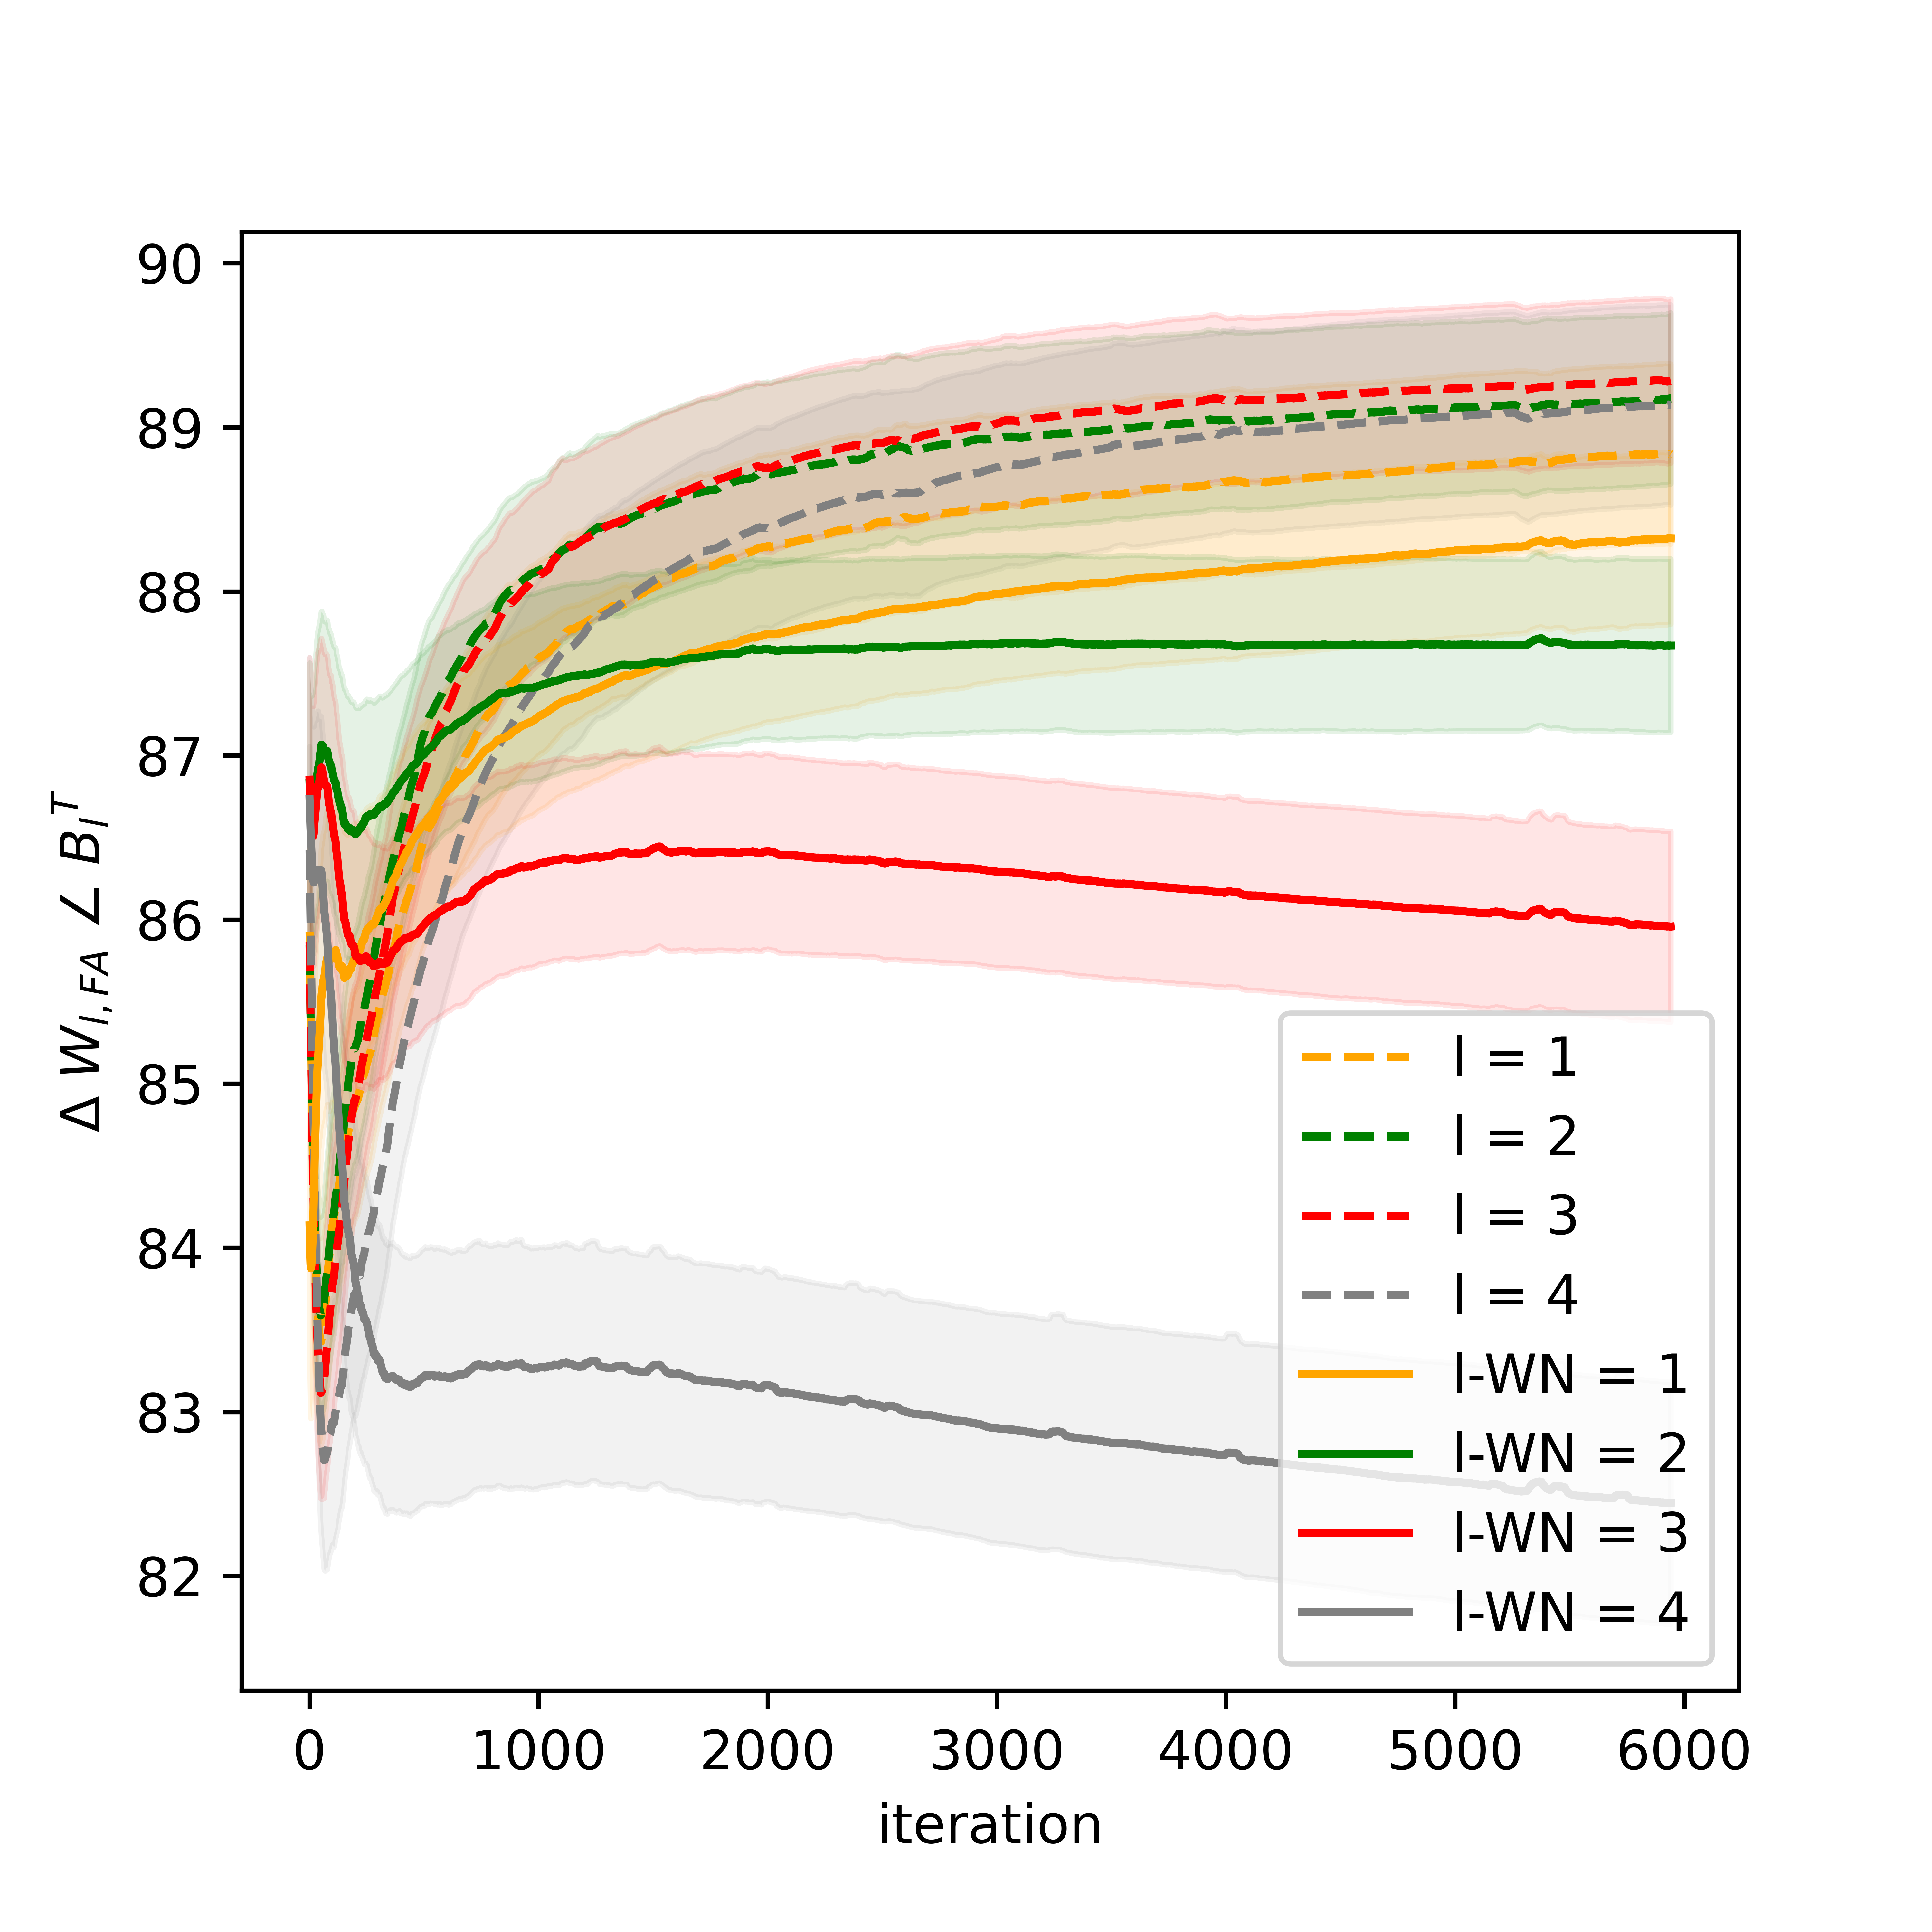 90
89
88
87
86
85
84
83
82
Δ W_{l,FA} ∠ B_l^T
0 1000 2000 3000 4000 5000 6000
iteration
l = 1
l = 2
l = 3
l = 4
l-WN = 1
l-WN = 2
l-WN = 3
l-WN = 4